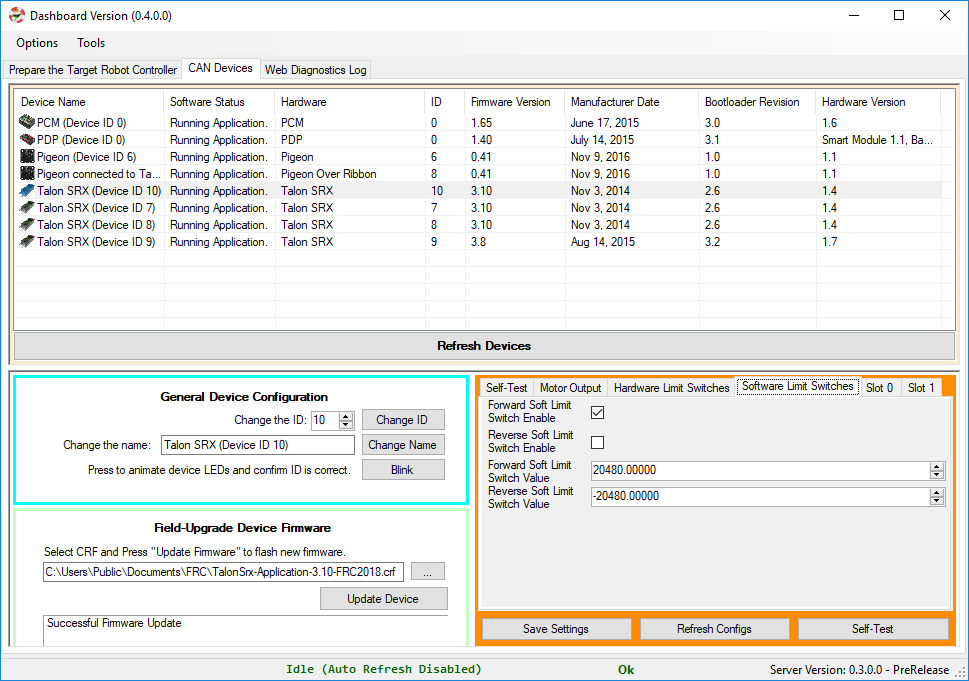 Dashboard Version (0.4.0.0)
Options Tools
Prepare the Target Robot Controller CAN Devices Web Diagnostics Log
Device Name Software Status Hardware ID Firmware Version Manufacturer Date Bootloader Revision Hardware Version
PCM (Device ID 0) Running Application. PCM 0 1.65 June 17, 2015 3.0 1.6
PDP (Device ID 0) Running Application. PDP 0 1.40 July 14, 2015 3.1 Smart Module 1.1, Ba...
Pigeon (Device ID 6) Running Application. Pigeon 6 0.41 Nov 9, 2016 1.0 1.1
Pigeon connected to Ta... Running Application. Pigeon Over Ribbon 8 0.41 Nov 9, 2016 1.0 1.1
Talon SRX (Device ID 10) Running Application. Talon SRX 10 3.10 Nov 3, 2014 2.6 1.4
Talon SRX (Device ID 7) Running Application. Talon SRX 7 3.10 Nov 3, 2014 2.6 1.4
Talon SRX (Device ID 8) Running Application. Talon SRX 8 3.10 Nov 3, 2014 2.6 1.4
Talon SRX (Device ID 9) Running Application. Talon SRX 9 3.8 Aug 14, 2015 3.2 1.7
Refresh Devices
General Device Configuration
Change the ID: 10 Change ID
Change the name: Talon SRX (Device ID 10) Change Name
Press to animate device LEDs and confirm ID is correct. Blink
Field-Upgrade Device Firmware
Select CRF and Press "Update Firmware" to flash new firmware.
C:\Users\Public\Documents\FRC\TalonSrx-Application-3.10-FRC2018.crf ...
Update Device
Successful Firmware Update
Self-Test Motor Output Hardware Limit Switches Software Limit Switches Slot 0 Slot 1
Forward Soft Limit
Switch Enable
Reverse Soft Limit
Switch Enable
Forward Soft Limit
Switch Value
20480.00000
Reverse Soft Limit
Switch Value
-20480.00000
Save Settings Refresh Configs Self-Test
Idle (Auto Refresh Disabled) Ok Server Version: 0.3.0.0 - PreRelease